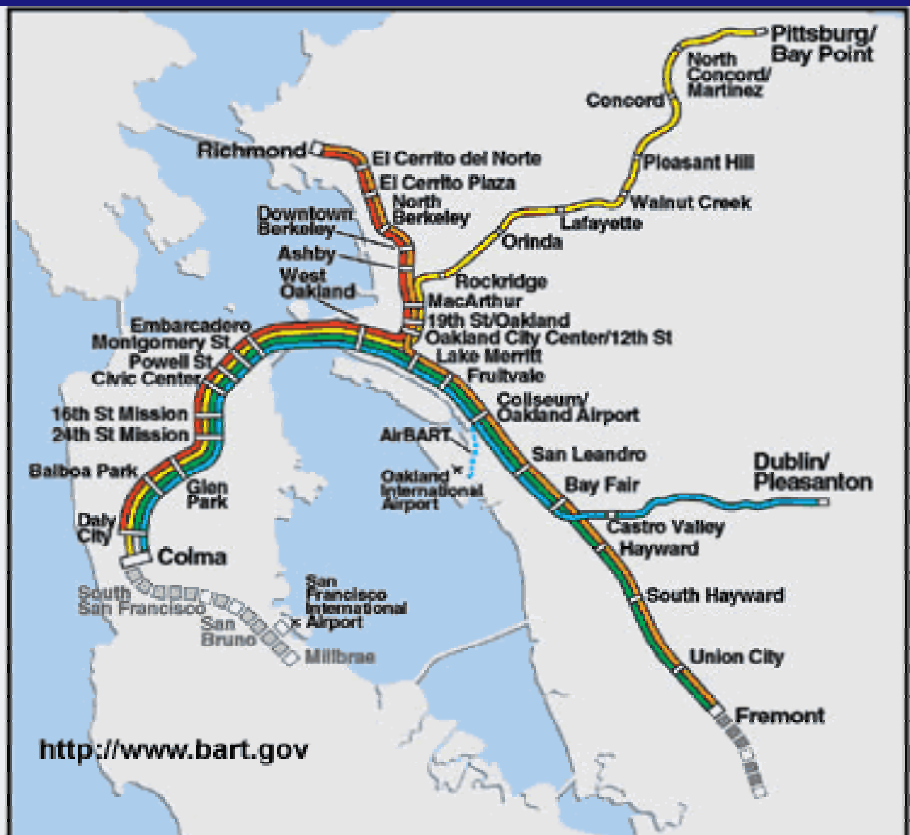 Pittsburg/
Bay Point
North
Concord/
Martinez
Concord
Richmond
El Cerrito del Norte
Pleasant Hill
El Cerrito Plaza
North
Berkeley
Walnut Creek
Downtown
Berkeley
Lafayette
Orinda
Ashby
West
Oakland
Rockridge
MacArthur
19th St/Oakland
Embarcadero
Oakland City Center/12th St
Montgomery St
Lake Merritt
Powell St
Fruitvale
Civic Center
Coliseum/
Oakland Airport
16th St Mission
24th St Mission
AirBART
San Leandro
Balboa Park
Dublin/
Pleasanton
Oakland
International
Airport
Bay Fair
Glen
Park
Daly
City
Castro Valley
Hayward
Colma
South
San Francisco
San
Francisco
International
Airport
South Hayward
San
Bruno
Millbrae
Union City
Fremont
http://www.bart.gov